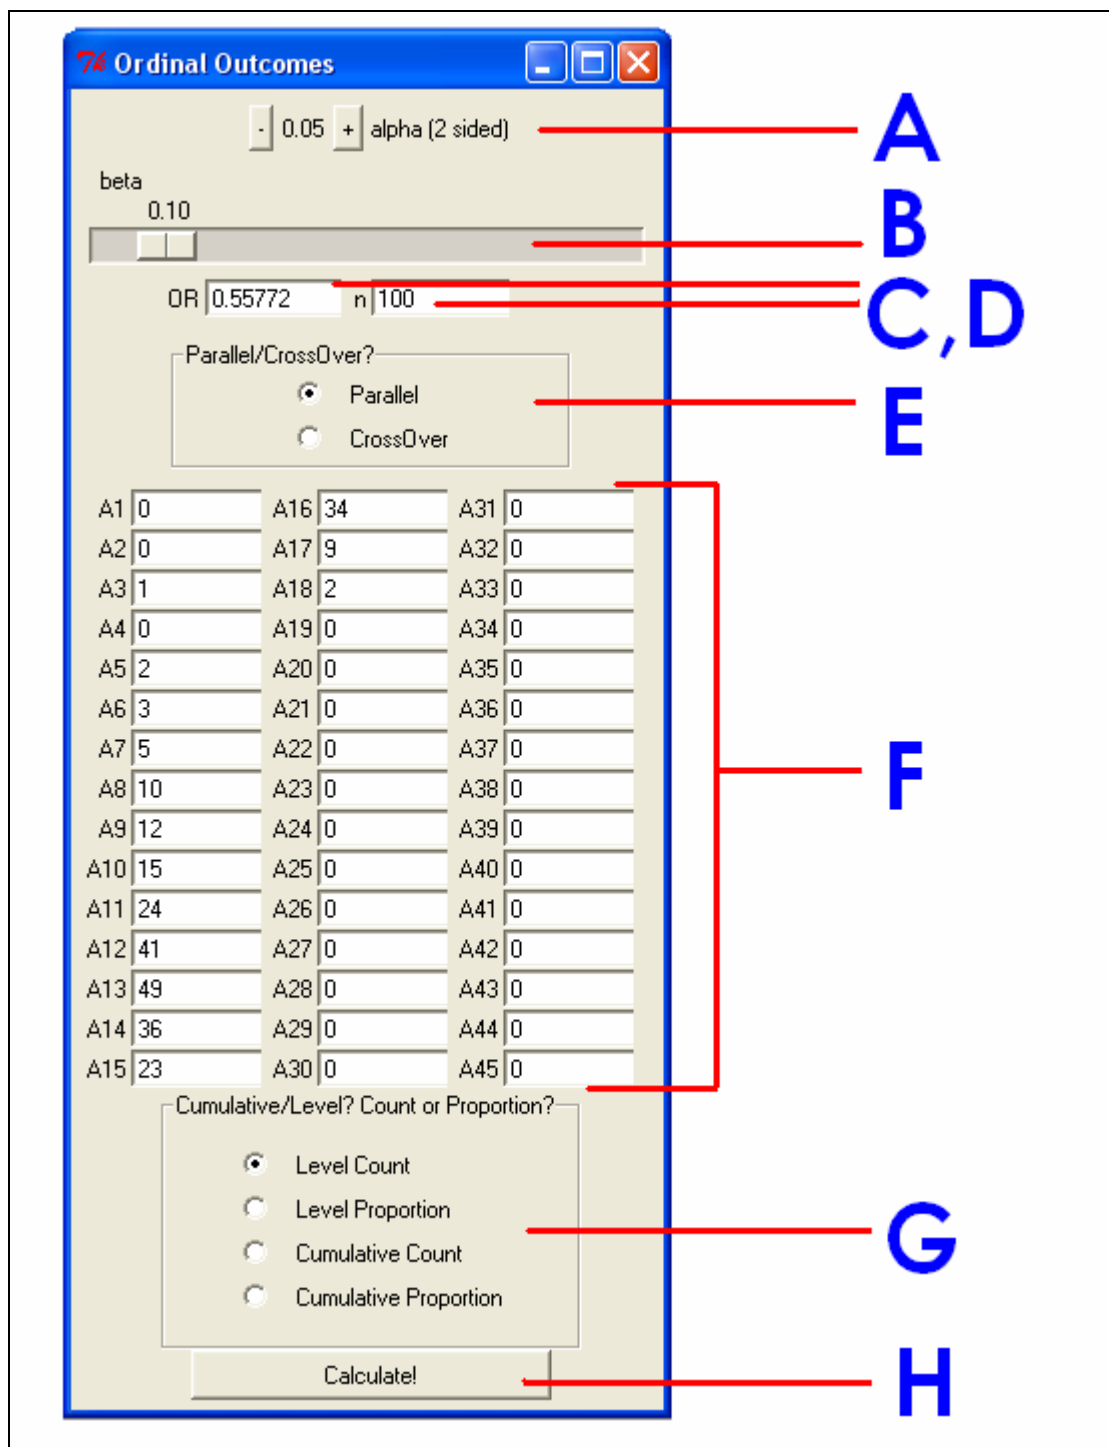 Ordinal Outcomes
- 0.05 + alpha (2 sided) A
beta
0.10
B
OR 0.55772 n 100 C,D
Parallel/CrossOver?
Parallel E
CrossOver
A1 0 A16 34 A31 0
A2 0 A17 9 A32 0
A3 1 A18 2 A33 0
A4 0 A19 0 A34 0
A5 2 A20 0 A35 0
A6 3 A21 0 A36 0
A7 5 A22 0 A37 0
F
A8 10 A23 0 A38 0
A9 12 A24 0 A39 0
A10 15 A25 0 A40 0
A11 24 A26 0 A41 0
A12 41 A27 0 A42 0
A13 49 A28 0 A43 0
A14 36 A29 0 A44 0
A15 23 A30 0 A45 0
Cumulative/Level? Count or Proportion?
Level Count
Level Proportion
G
Cumulative Count
Cumulative Proportion
Calculate! H